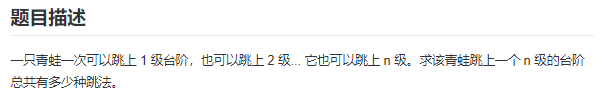 题目描述
一只青蛙一次可以跳上 1 级台阶，也可以跳上 2 级... 它也可以跳上 n 级。求该青蛙跳上一个 n 级的台阶
总共有多少种跳法。